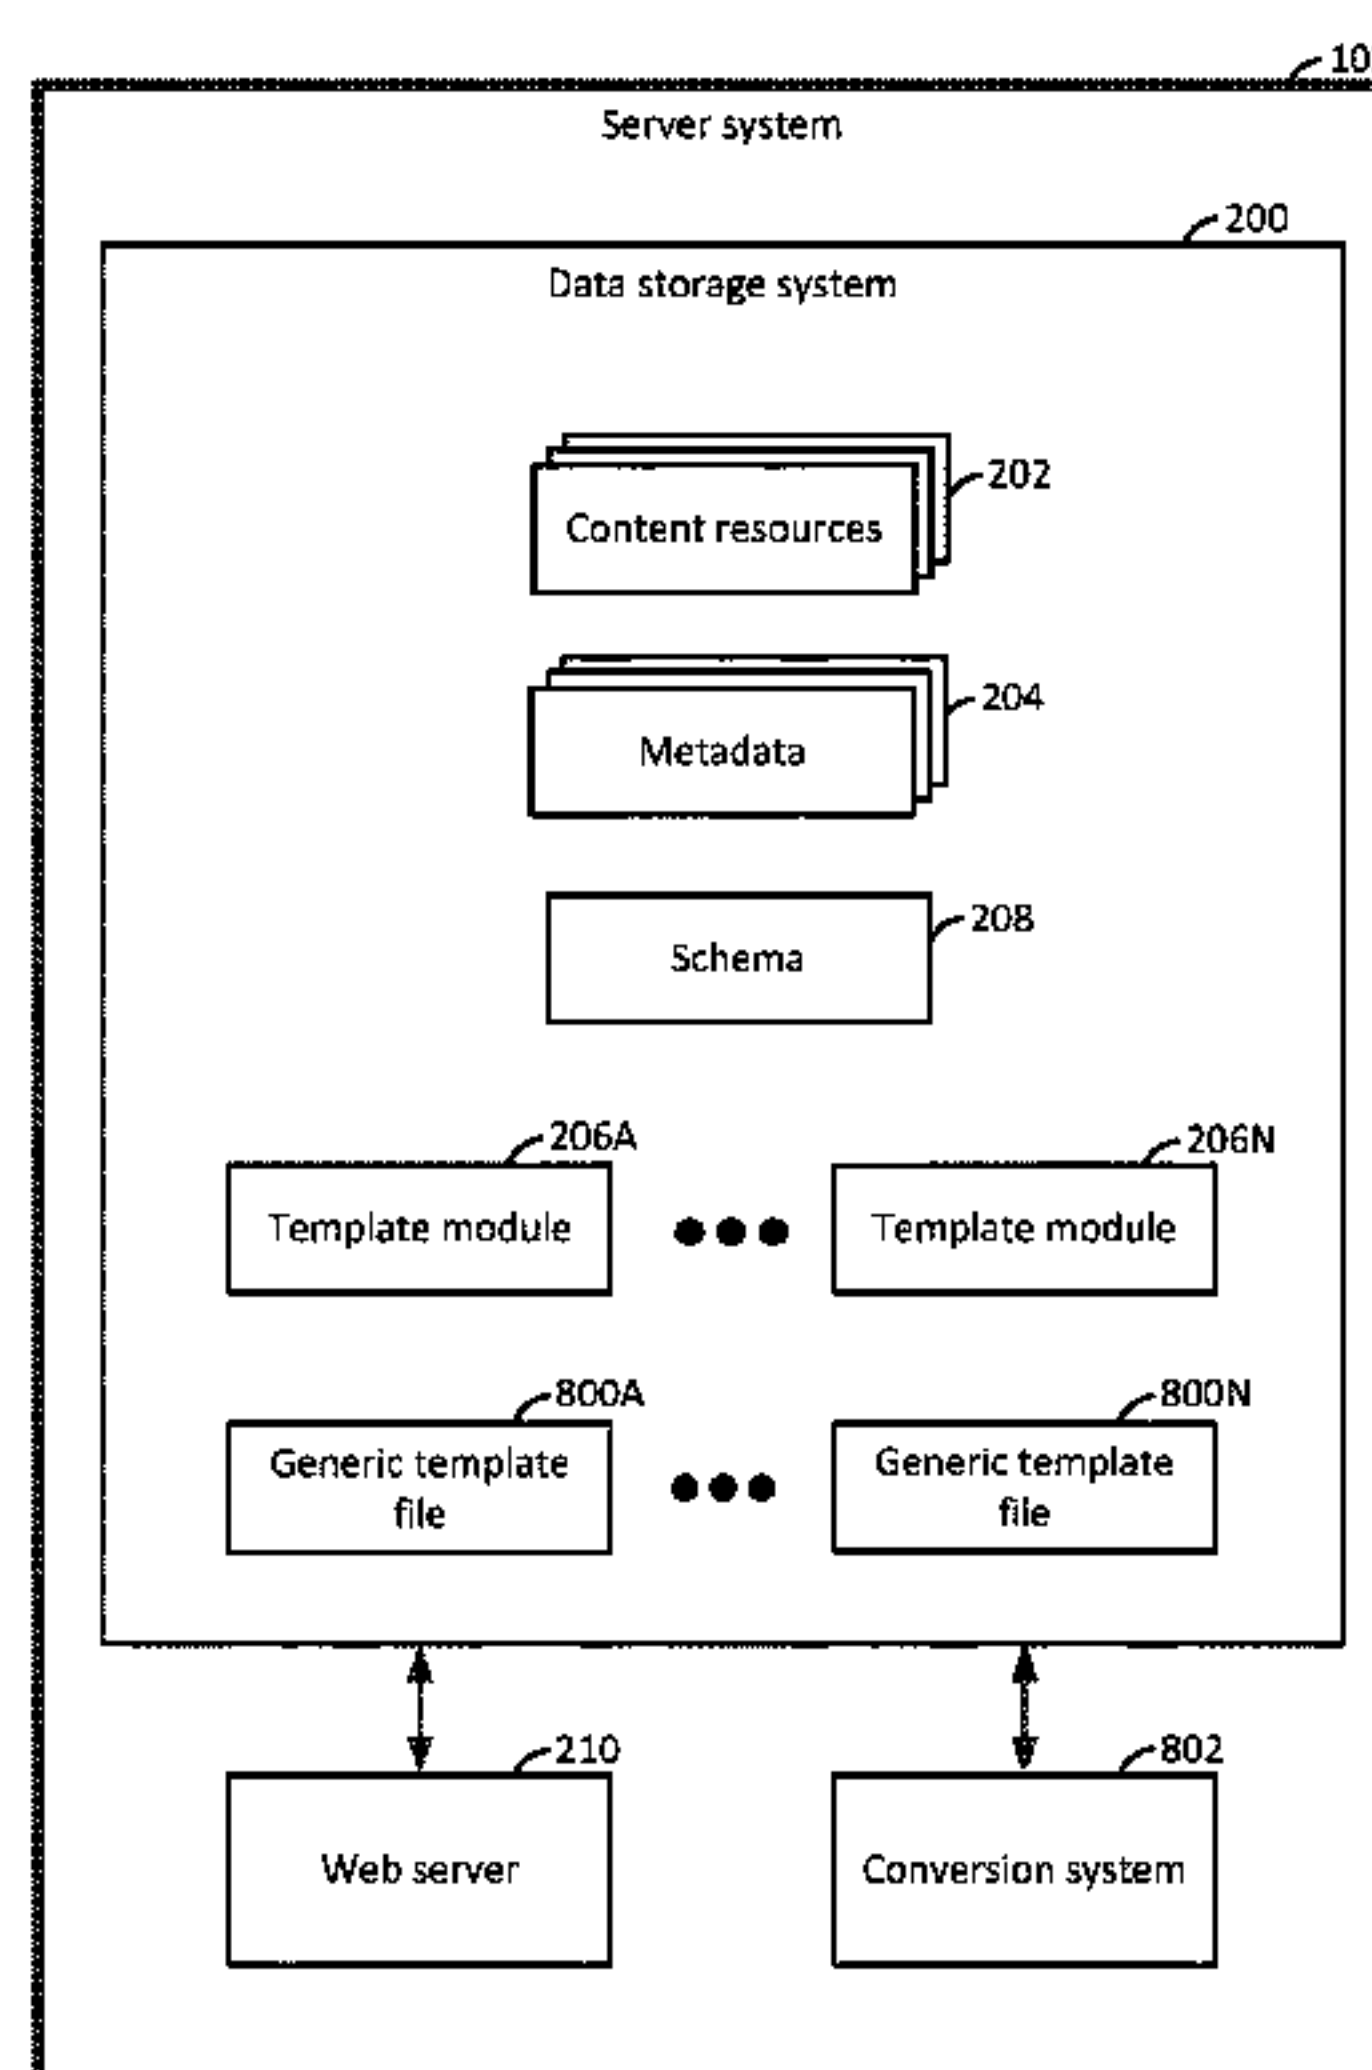 10
Server system
200
Data storage system
202
Content resources
204
Metadata
208
Schema
206A
206N
Template module
Template module
800A
800N
Generic template
file
Generic template
file
210
802
Web server
Conversion system